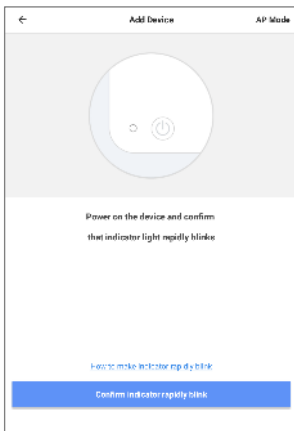 Add Device AP Mode
Power on the device and confirm
that indicator light rapidly blinks
How to make indicator rapidly blink
Confirm indicator rapidly blink